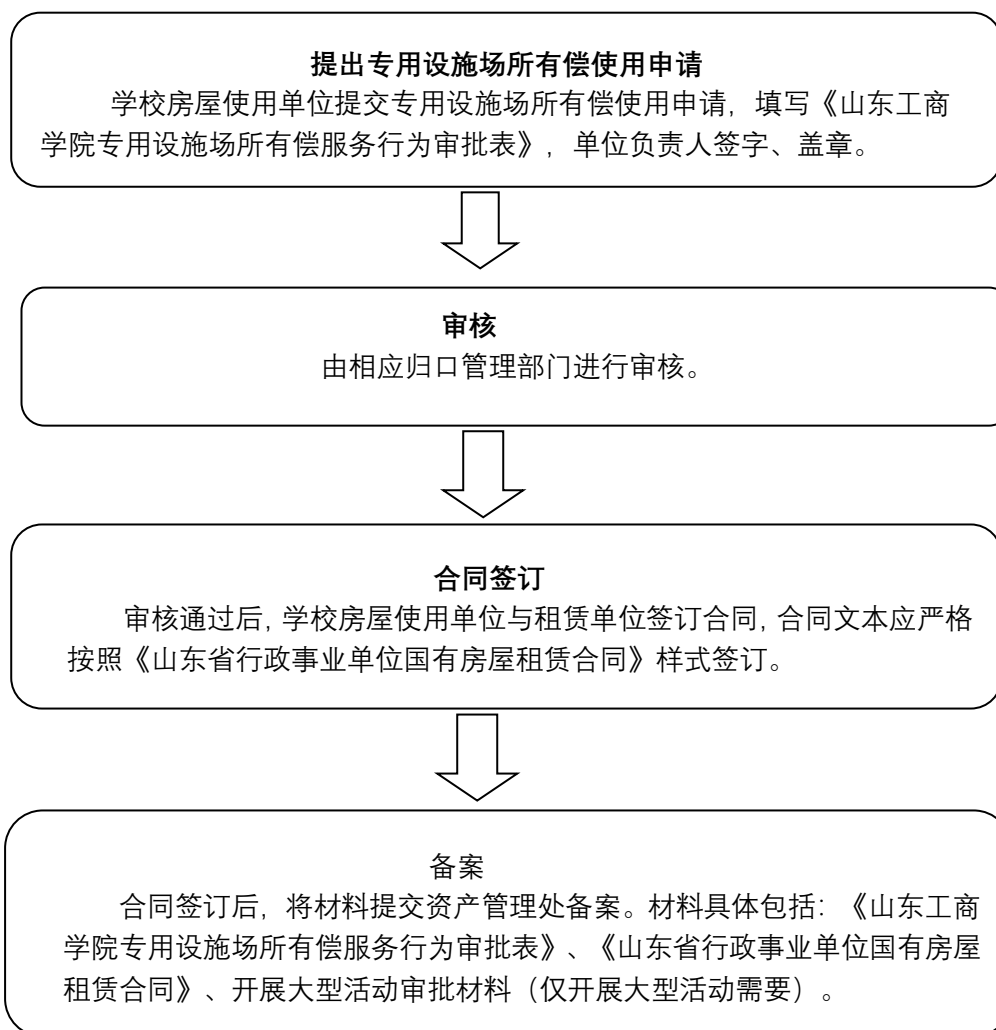 提出专用设施场所有偿使用申请
学校房屋使用单位提交专用设施场所有偿使用申请，填写《山东工商
学院专用设施场所有偿服务行为审批表》，单位负责人签字、盖章。
审核
由相应归口管理部门进行审核。
合同签订
审核通过后,学校房屋使用单位与租赁单位签订合同,合同文本应严格
按照《山东省行政事业单位国有房屋租赁合同》样式签订。
备案
合同签订后，将材料提交资产管理处备案。材料具体包括：《山东工商
学院专用设施场所有偿服务行为审批表》、《山东省行政事业单位国有房屋
租赁合同》、开展大型活动审批材料（仅开展大型活动需要）。